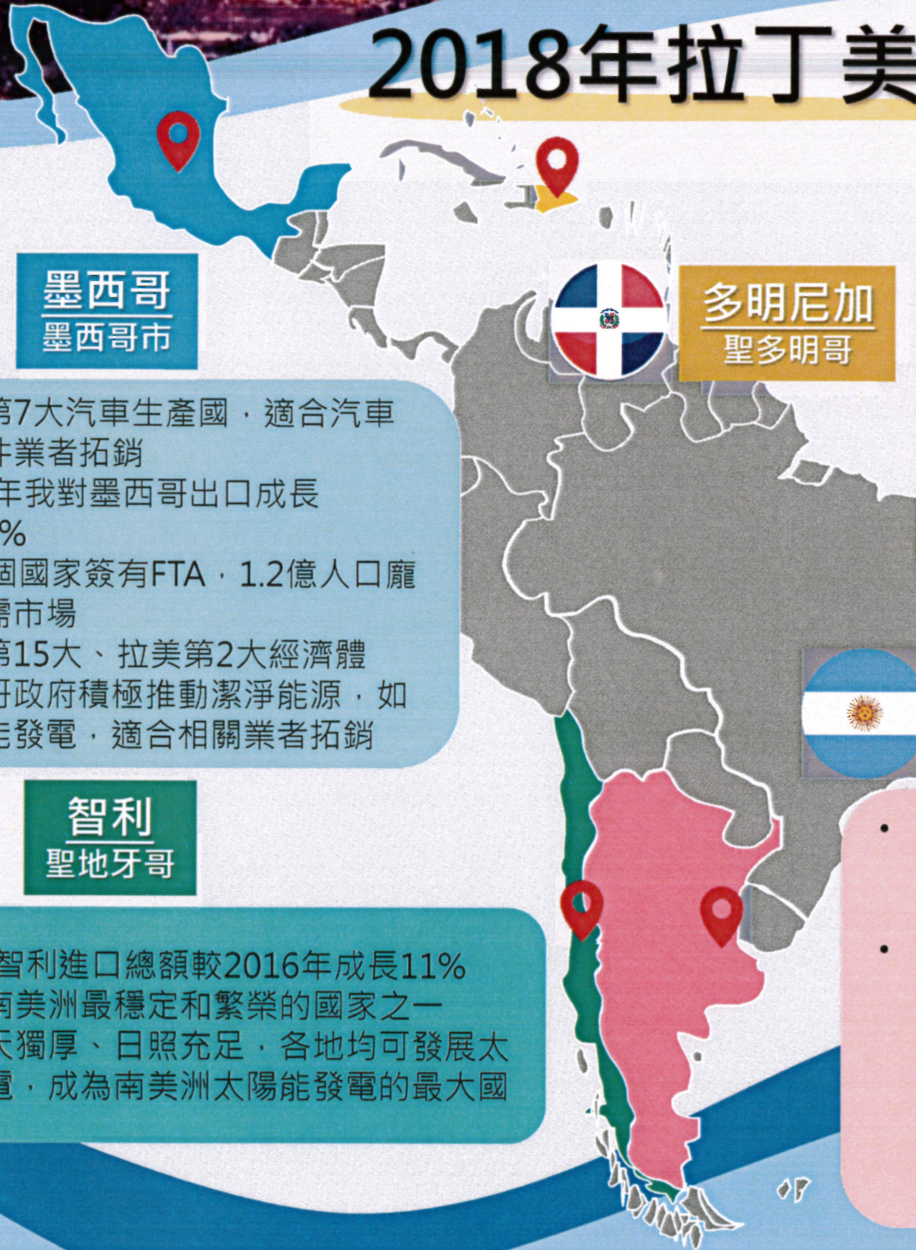 2018年拉丁美
墨西哥
墨西哥市
多明尼加
聖多明哥
第7大汽車生產國，適合汽車
件業者拓銷
年我對墨西哥出口成長
%
個國家簽有FTA，1.2億人口龐
需市場
第15大、拉美第2大經濟體
府政府積極推動潔淨能源，如
能發電，適合相關業者拓銷
智利
聖地牙哥
智利進口總額較2016年成長11%
南美洲最穩定和繁榮的國家之一
天獨厚、日照充足，各地均可發展太
電，成為南美洲太陽能發電的最大國
•
•